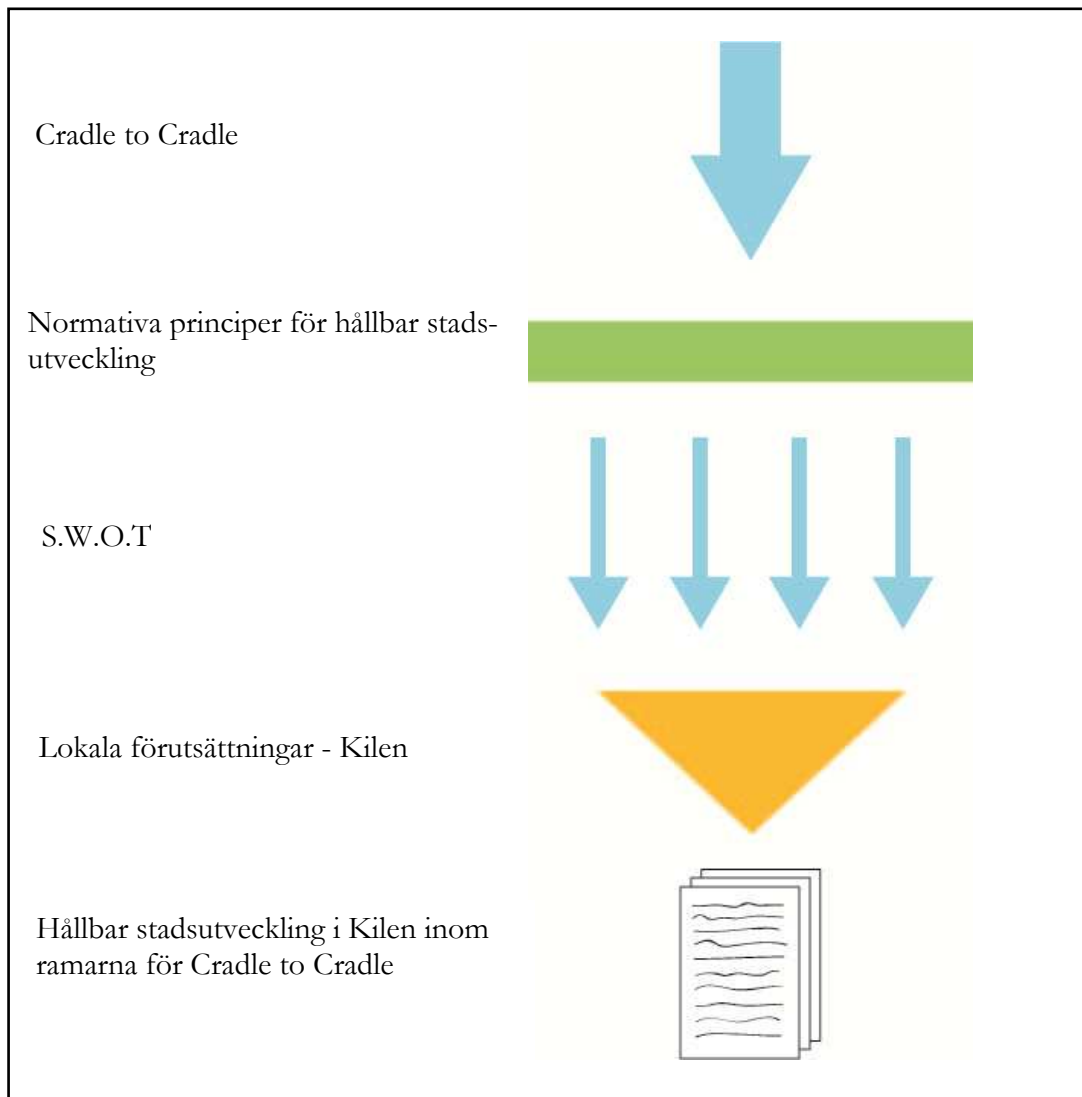 Cradle to Cradle
Normativa principer för hållbar stads-
utveckling
S.W.O.T
Lokala förutsättningar - Kilen
Hållbar stadsutveckling i Kilen inom
ramarna för Cradle to Cradle